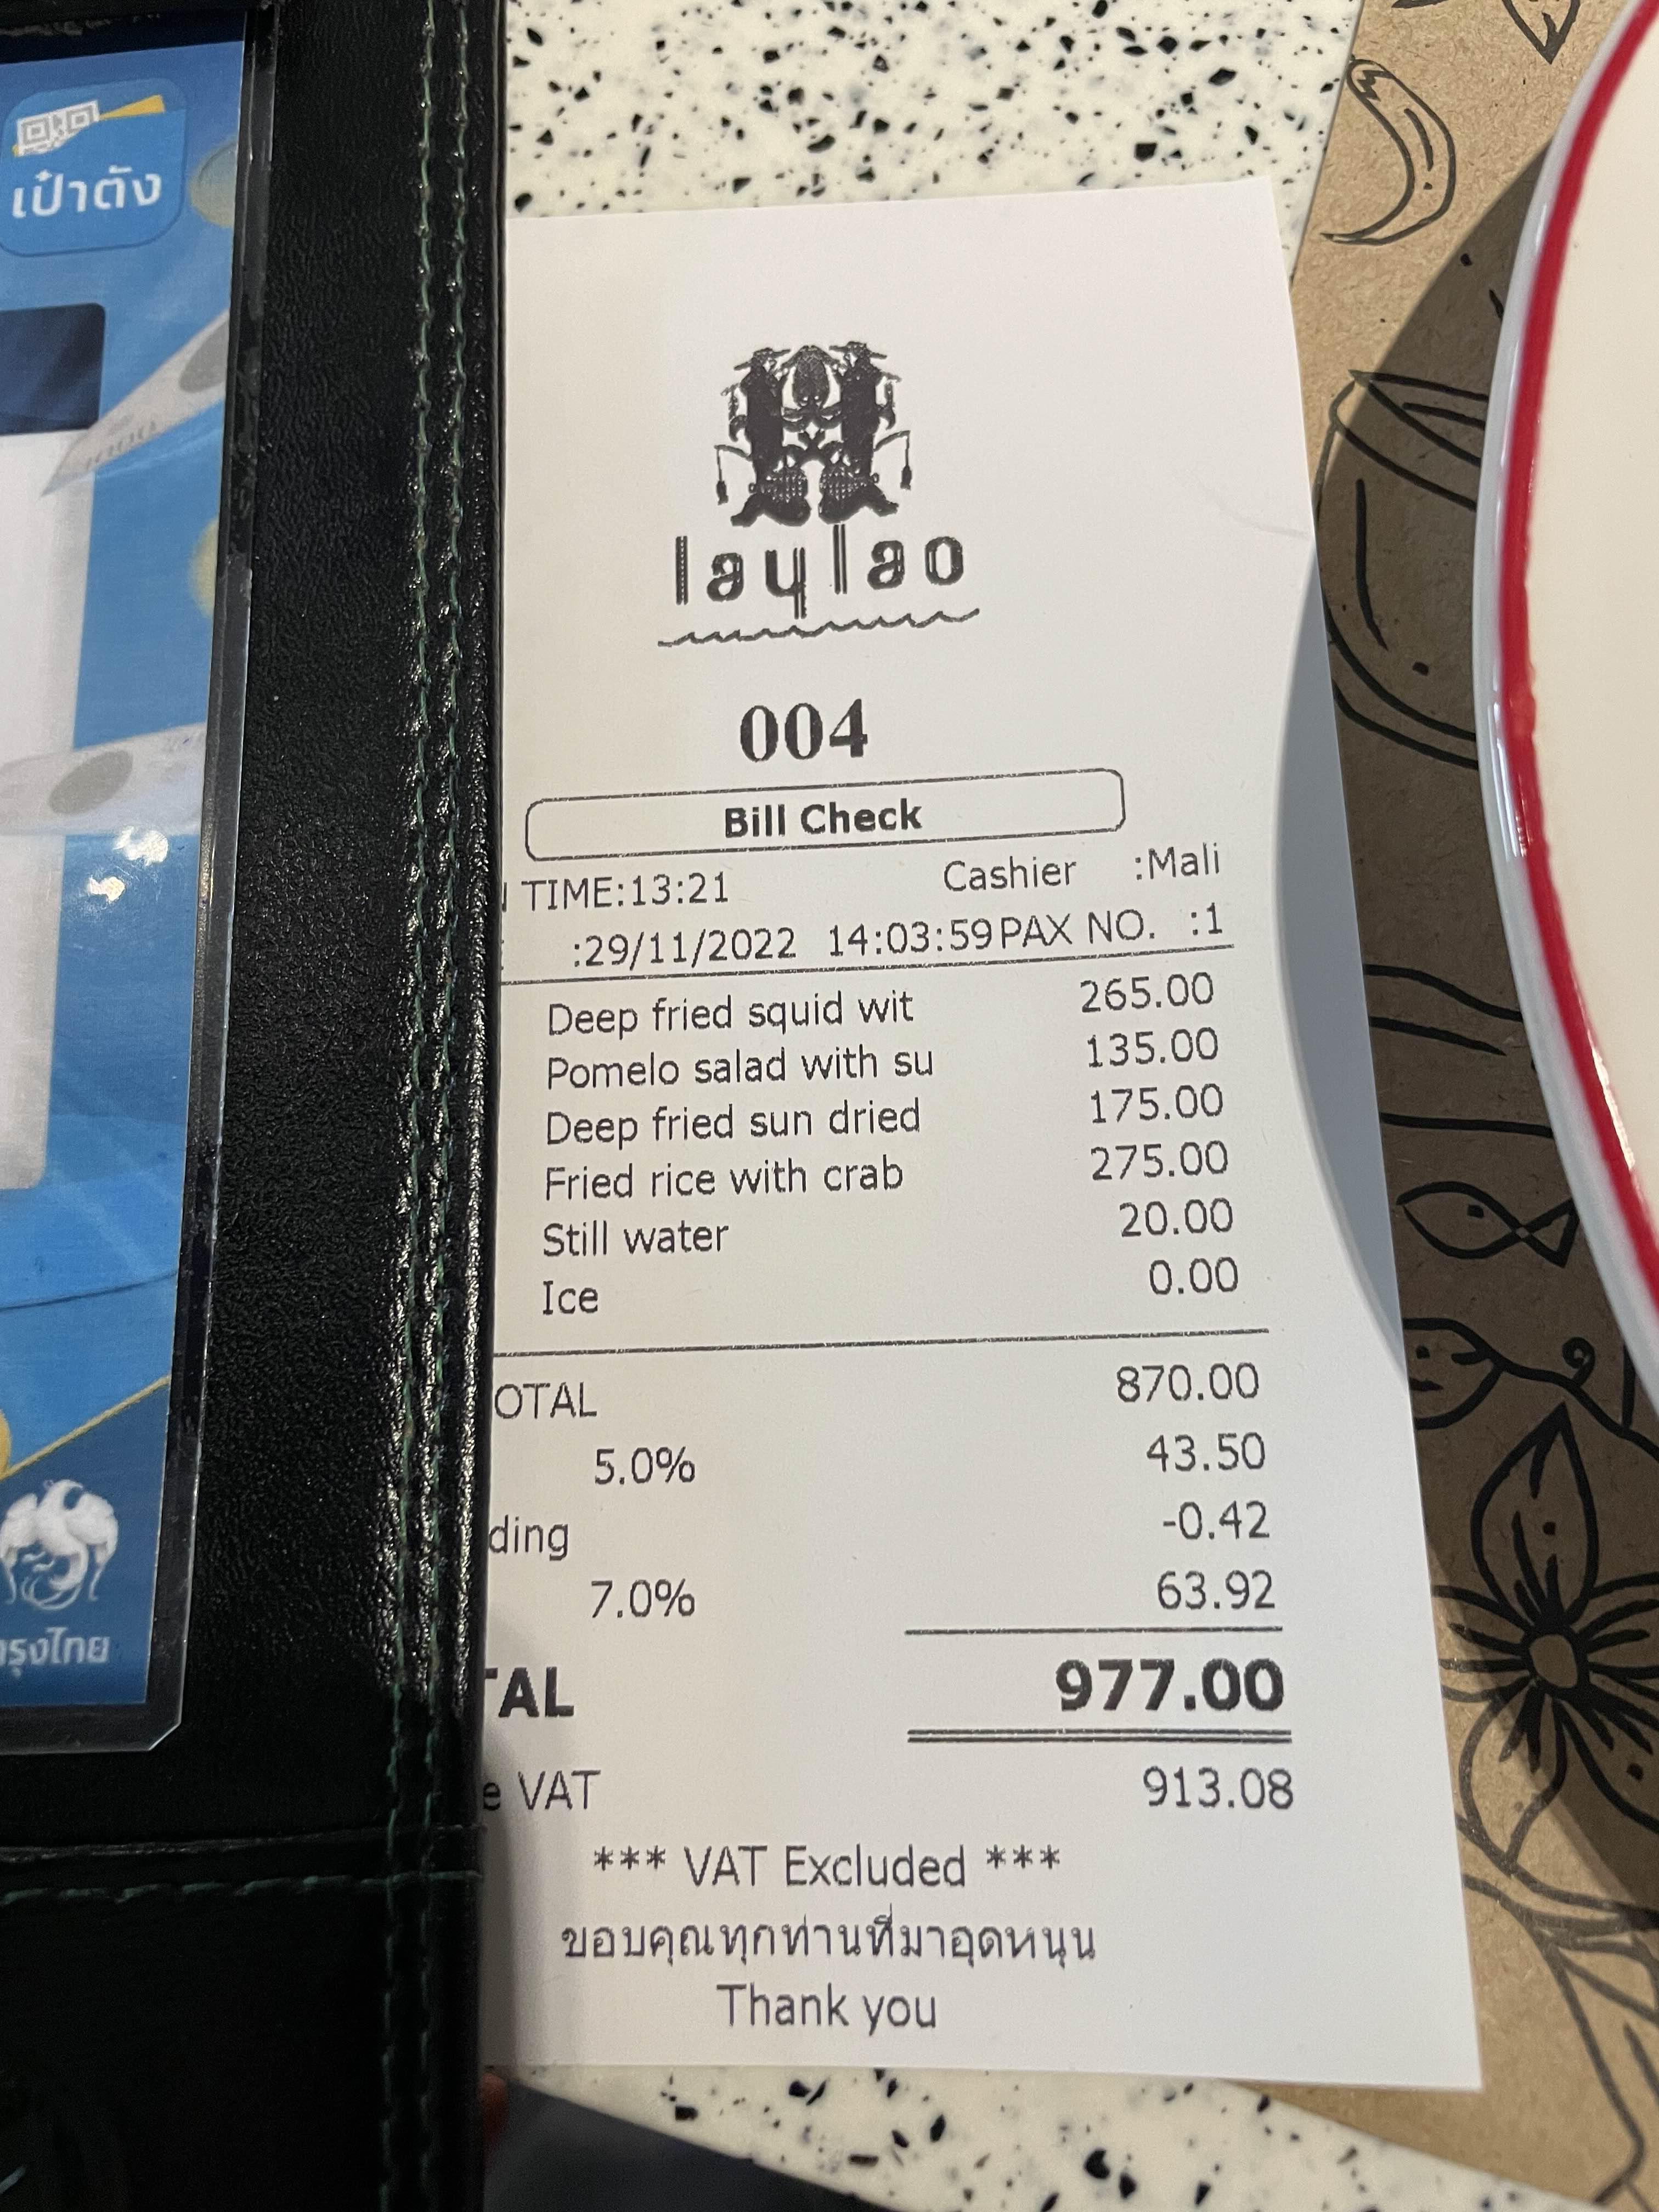 เป๋าตัง
laylao
004
Bill Check
TIME:13:21 Cashier :Mali
:29/11/2022 14:03:59 PAX NO. :1
Deep fried squid wit 265.00
Pomelo salad with su 135.00
Deep fried sun dried 175.00
Fried rice with crab 275.00
Still water 20.00
Ice 0.00
OTAL 870.00
5.0% 43.50
ding -0.42
7.0% 63.92
TAL 977.00
e VAT 913.08
*** VAT Excluded ***
ขอบคุณทุกท่านที่มาอุดหนุน
Thank you
รุงไทย